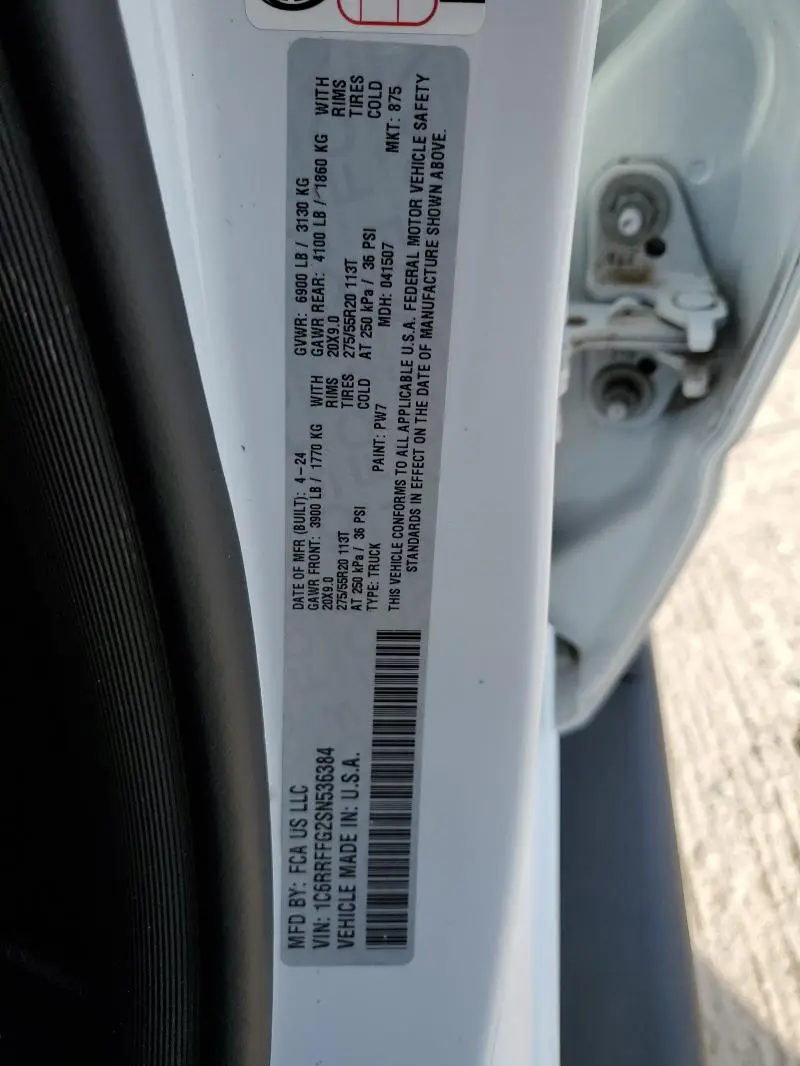 MFD BY: FCA US LLC
VIN: 1C6RRFFG2SN536384
VEHICLE MADE IN: U.S.A.
DATE OF MFR (BUILT): 4-24 GVWR: 6900 LB / 3130 KG
GAWR FRONT: 3900 LB / 1770 KG WITH GAWR REAR: 4100 LB / 1860 KG WITH
20X9.0 RIMS 20X9.0 RIMS
275/55R20 113T TIRES 275/55R20 113T TIRES
AT 250 kPa / 36 PSI COLD AT 250 kPa / 36 PSI COLD
TYPE: TRUCK PAINT: PW7 MDH: 041507 MKT: 875
THIS VEHICLE CONFORMS TO ALL APPLICABLE U.S.A. FEDERAL MOTOR VEHICLE SAFETY
STANDARDS IN EFFECT ON THE DATE OF MANUFACTURE SHOWN ABOVE.